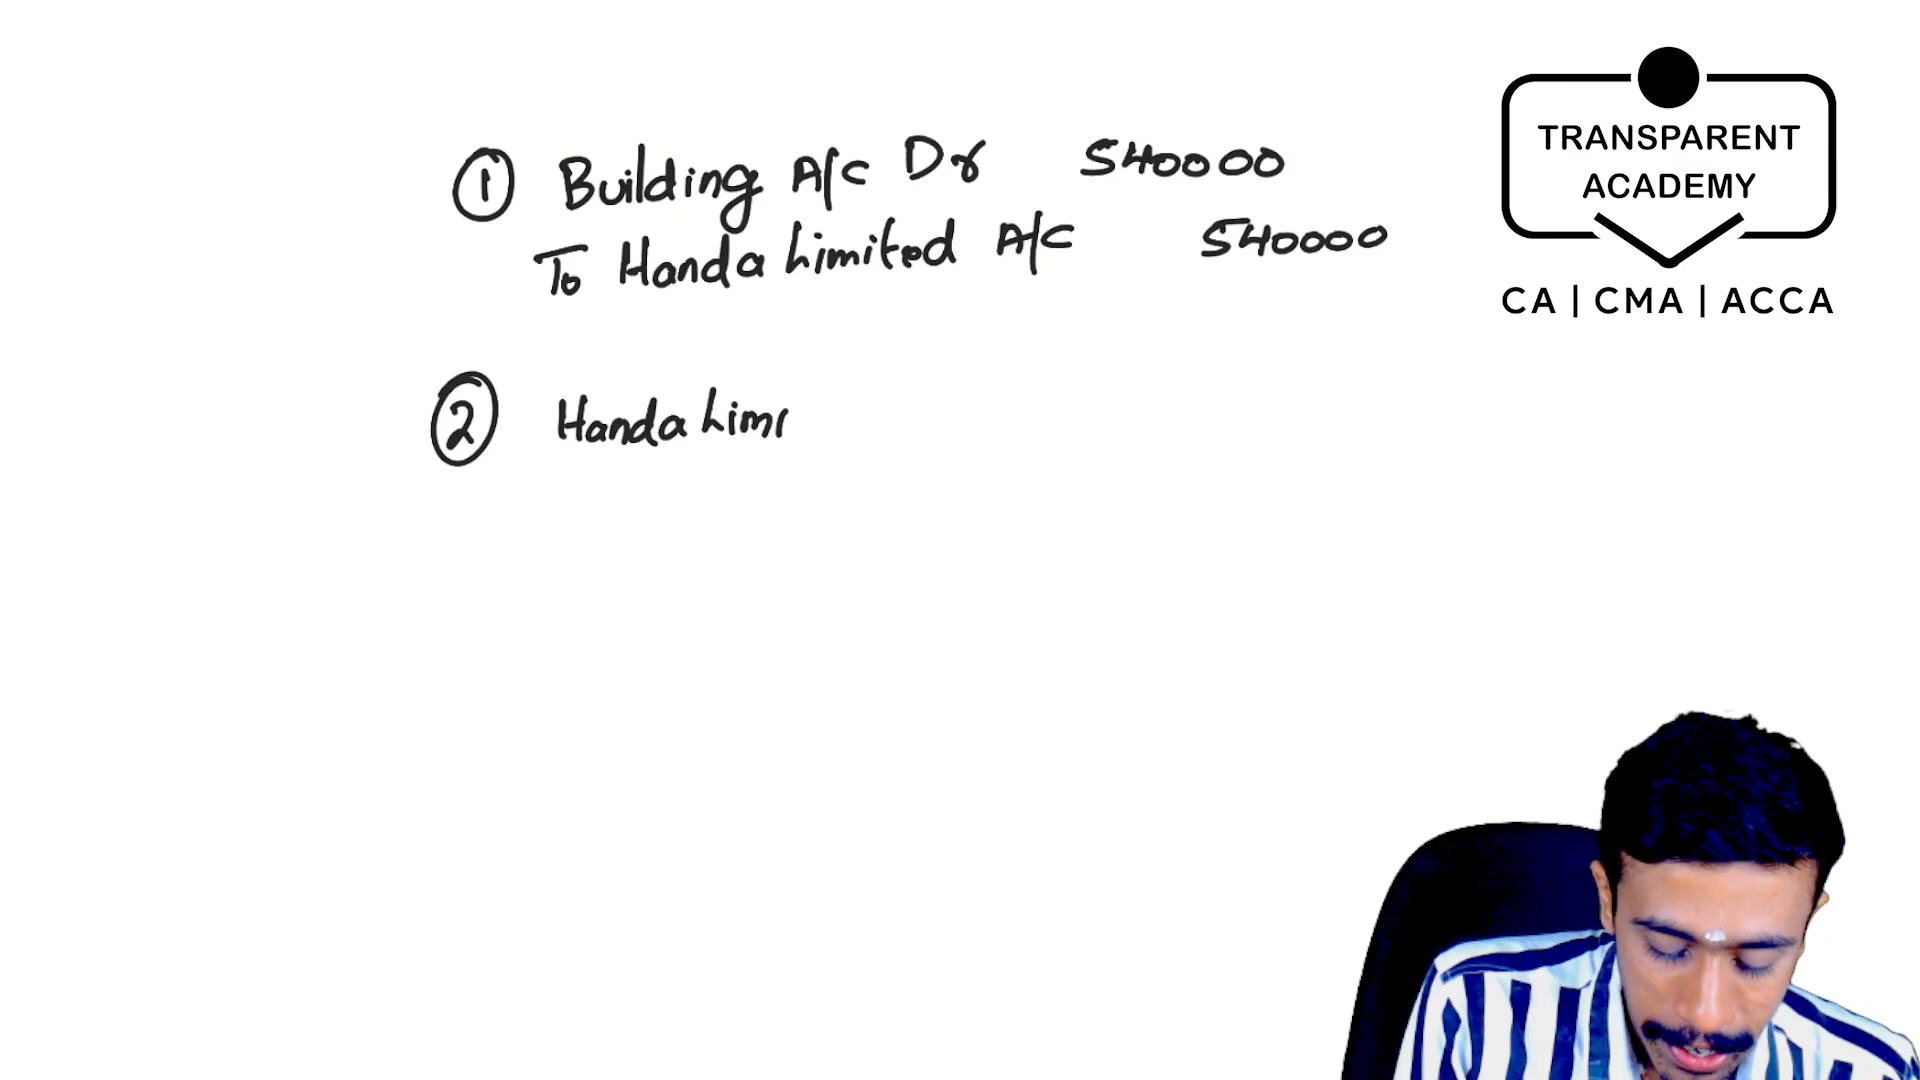 ① Building A/c Dr 540000
To Handa Limited A/c 540000
② Handa Limi
TRANSPARENT
ACADEMY
CA | CMA | ACCA